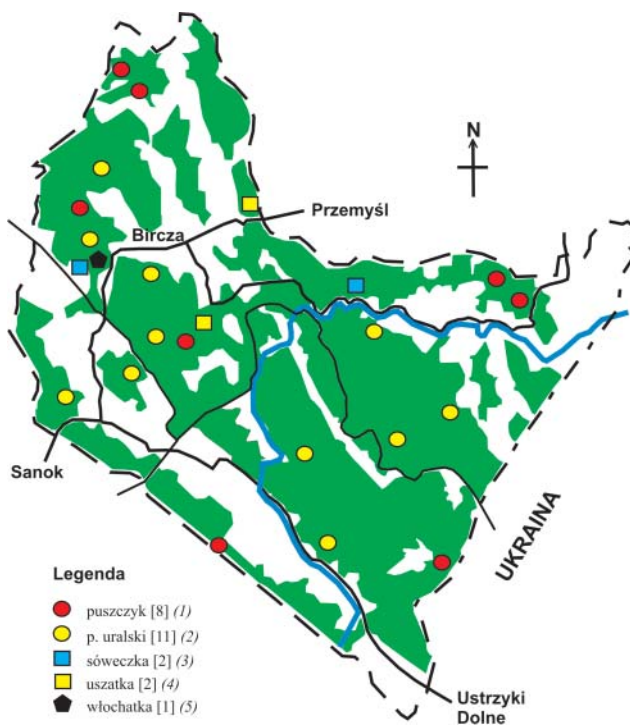 N
Przemyśl
Bircza
Sanok
UKRAINA
Legenda
puszczyk [8] (1)
p. uralski [11] (2)
sóweczka [2] (3)
uszatka [2] (4)
włochatka [1] (5)
Ustrzyki
Dolne